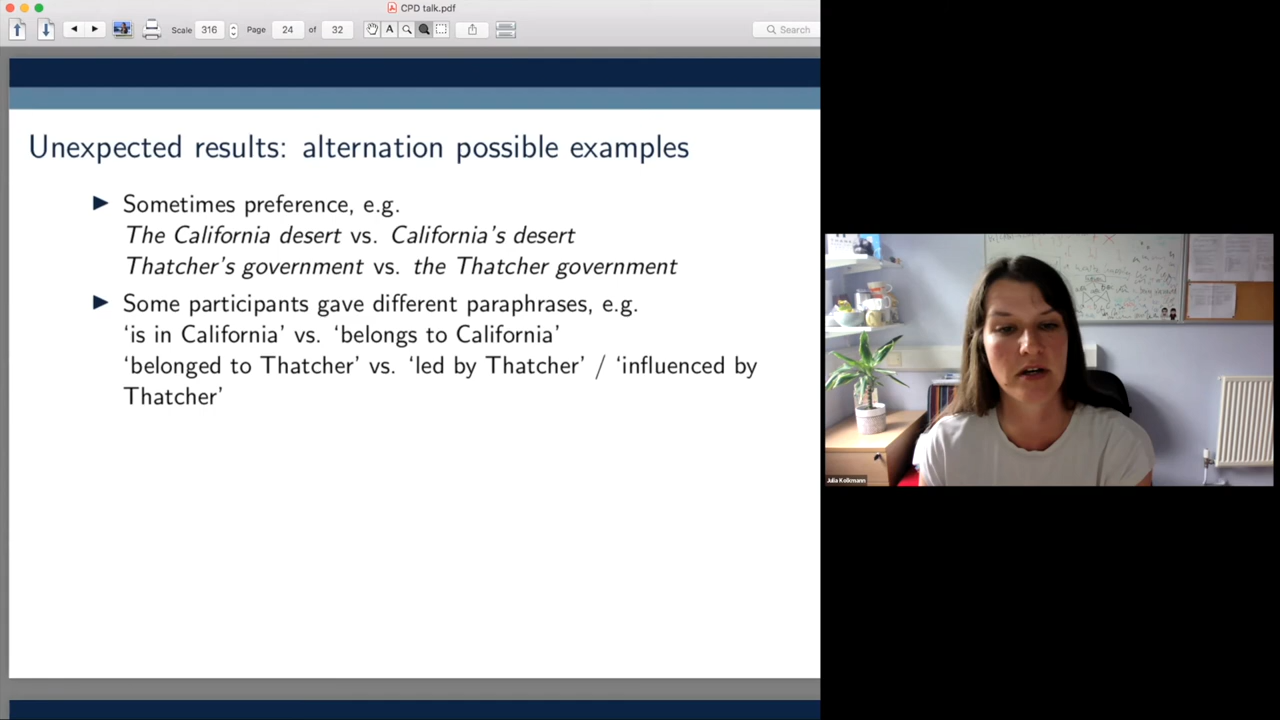 CPD talk.pdf
Scale 316 Page 24 of 32 Search
Unexpected results: alternation possible examples
Sometimes preference, e.g.
The California desert vs. California's desert
Thatcher's government vs. the Thatcher government
Some participants gave different paraphrases, e.g.
‘is in California’ vs. ‘belongs to California’
‘belonged to Thatcher’ vs. ‘led by Thatcher’ / ‘influenced by
Thatcher’
Julia Kolkmann